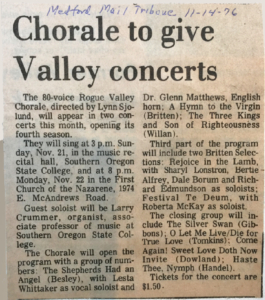 Medford Mail Tribune 11-14-76
Chorale to give
Valley concerts
The 80-voice Rogue Valley
Chorale, directed by Lynn Sjo-
lund, will appear in two con-
certs this month, opening its
fourth season.
They will sing at 3 p.m. Sun-
day, Nov. 21, in the music re-
cital hall, Southern Oregon
State College, and at 8 p.m.
Monday, Nov. 22 in the First
Church of the Nazarene, 1974
E. McAndrews Road.
Guest soloist will be Larry
Crummer, organist, asso-
ciate professor of music at
Southern Oregon State Col-
lege.
The Chorale will open the
program with a group of num-
bers: The Shepherds Had an
Angel (Besley), with Lesta
Whittaker as vocalist soloist and
Dr. Glenn Matthews, English
horn; A Hymn to the Virgin
(Britten); The Three Kings
and Son of Righteousness
(Willan).
Third part of the program
will include two Britten Selec-
tions: Rejoice in the Lamb,
with Sharyl Lonstron, Bertie
Alfrey, Dale Borum and Rich-
ard Edmundson as soloists;
Festival Te Deum, with
Roberta McKay as soloist.
The closing group will in-
clude The Silver Swan (Gib-
bons); O Let Me Live/Die for
True Love (Tomkins); Come
Again! Sweet Love Doth Now
Invite (Dowland); Haste
Thee, Nymph (Handel).
Tickets for the concert are
$1.50.